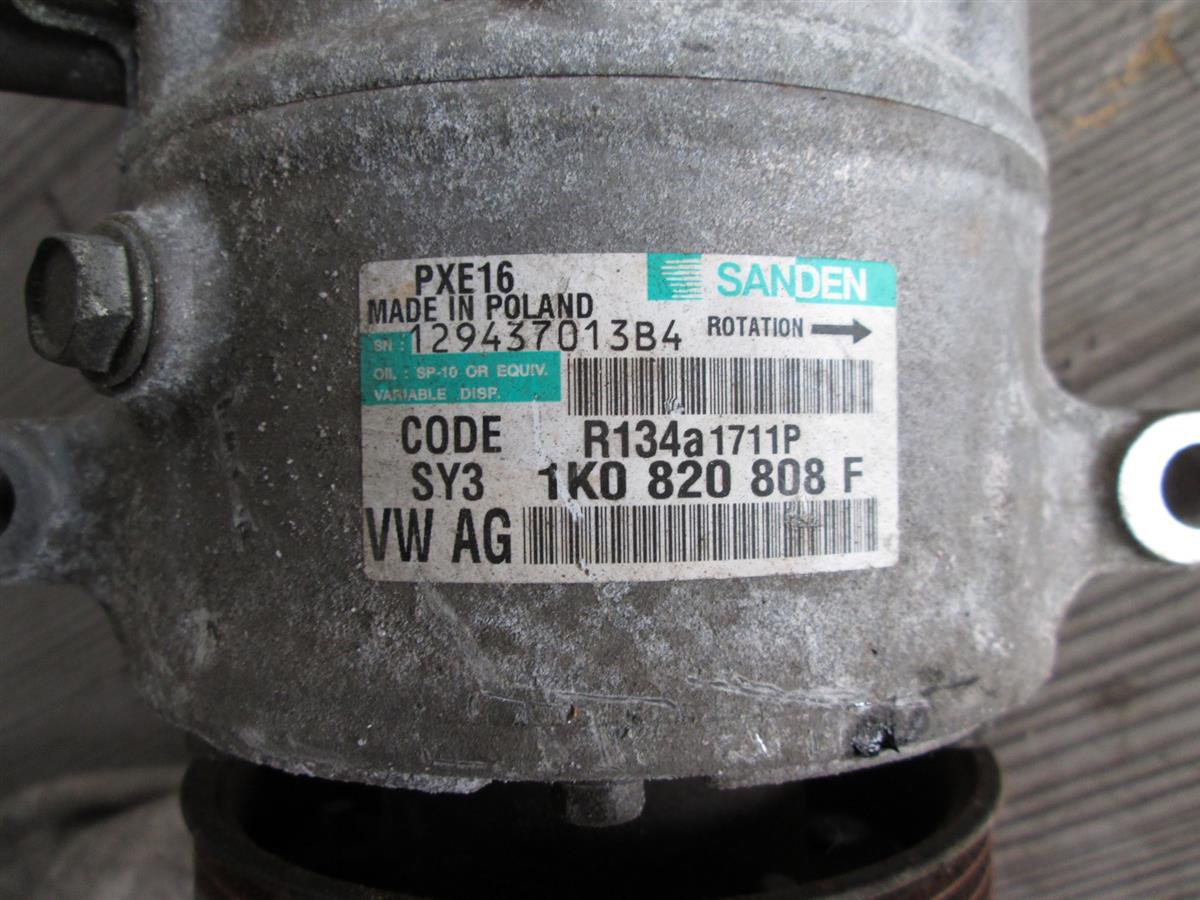 PXE16
SANDEN
MADE IN POLAND
ROTATION
SN : 129437013B4
OIL : SP-10 OR EQUIV.
VARIABLE DISP.
CODE R134a 1711P
SY3 1K0 820 808 F
VW AG